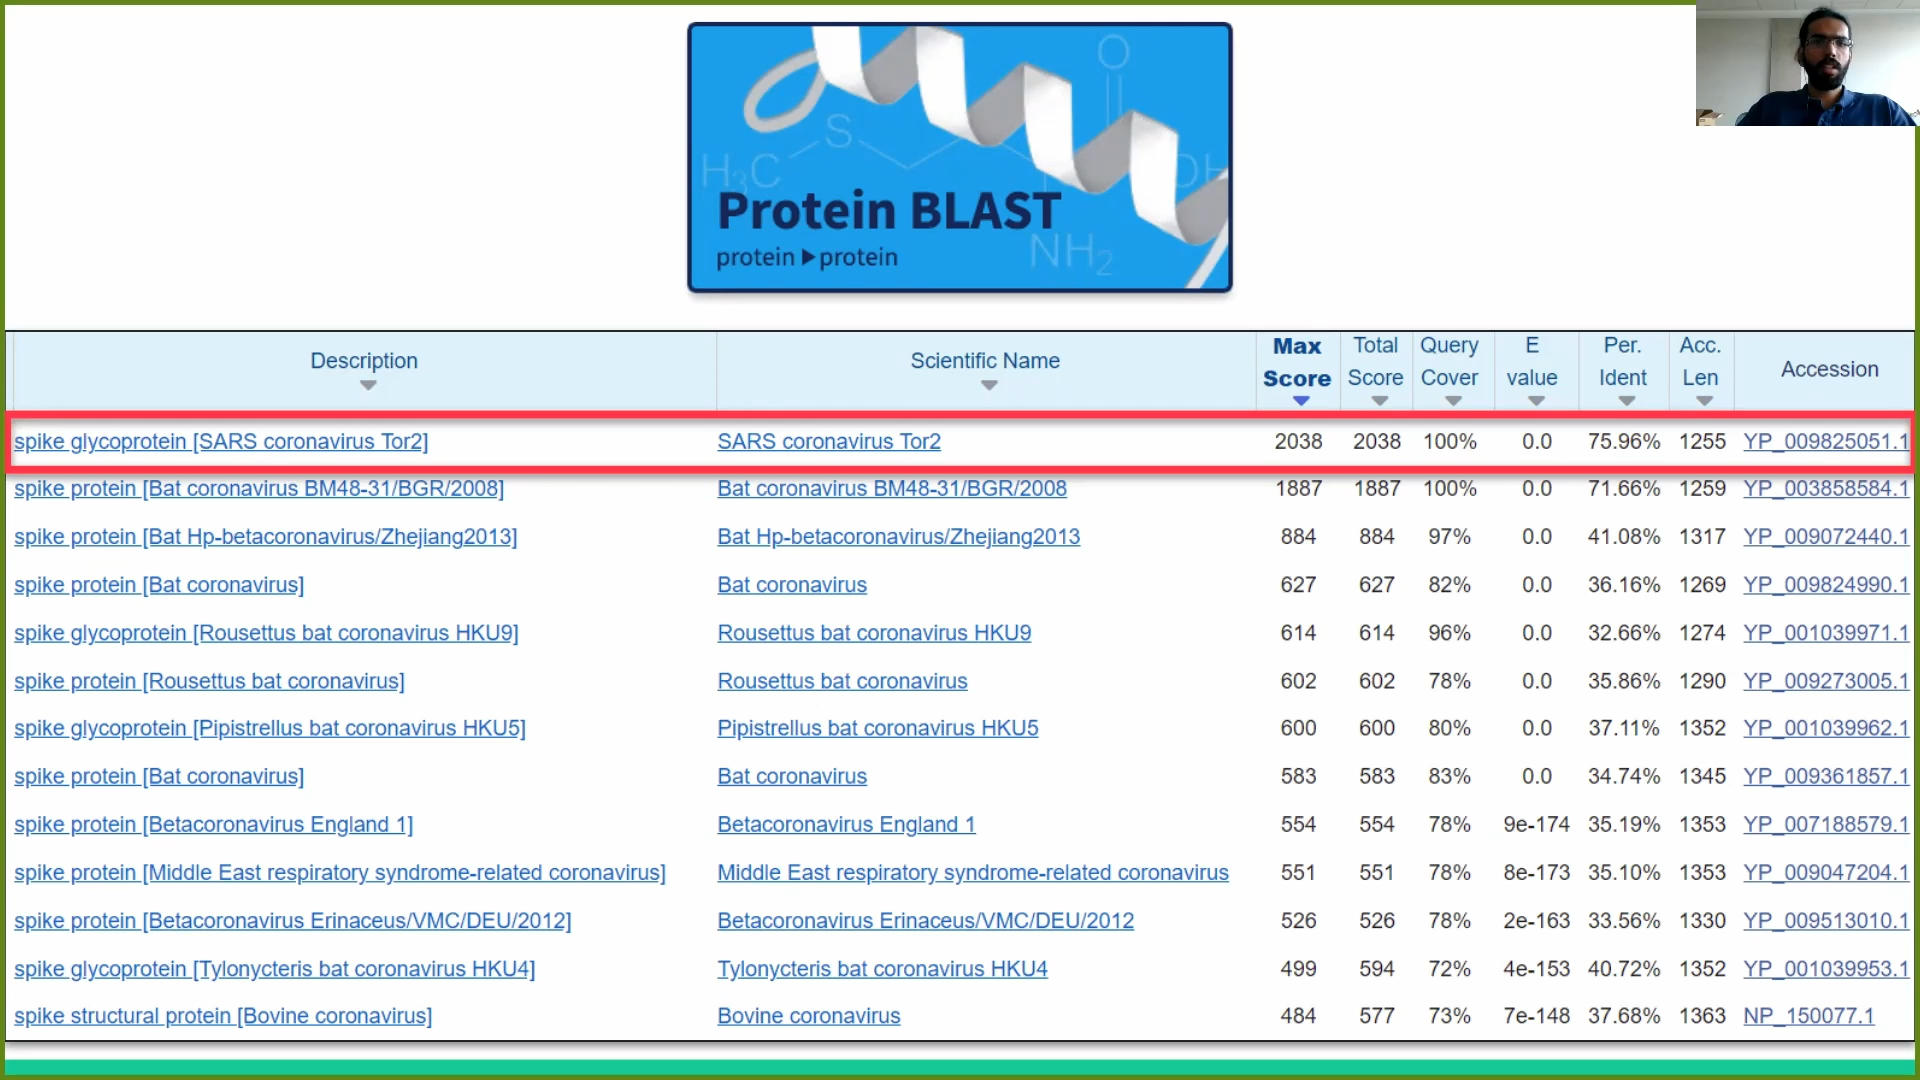 O
S
H₃C
OH
Protein BLAST
NH₂
protein ▶ protein
Description Scientific Name Max Score Total Score Query Cover E value Per. Ident Acc. Len Accession
spike glycoprotein [SARS coronavirus Tor2] SARS coronavirus Tor2 2038 2038 100% 0.0 75.96% 1255 YP_009825051.1
spike protein [Bat coronavirus BM48-31/BGR/2008] Bat coronavirus BM48-31/BGR/2008 1887 1887 100% 0.0 71.66% 1259 YP_003858584.1
spike protein [Bat Hp-betacoronavirus/Zhejiang2013] Bat Hp-betacoronavirus/Zhejiang2013 884 884 97% 0.0 41.08% 1317 YP_009072440.1
spike protein [Bat coronavirus] Bat coronavirus 627 627 82% 0.0 36.16% 1269 YP_009824990.1
spike glycoprotein [Rousettus bat coronavirus HKU9] Rousettus bat coronavirus HKU9 614 614 96% 0.0 32.66% 1274 YP_001039971.1
spike protein [Rousettus bat coronavirus] Rousettus bat coronavirus 602 602 78% 0.0 35.86% 1290 YP_009273005.1
spike glycoprotein [Pipistrellus bat coronavirus HKU5] Pipistrellus bat coronavirus HKU5 600 600 80% 0.0 37.11% 1352 YP_001039962.1
spike protein [Bat coronavirus] Bat coronavirus 583 583 83% 0.0 34.74% 1345 YP_009361857.1
spike protein [Betacoronavirus England 1] Betacoronavirus England 1 554 554 78% 9e-174 35.19% 1353 YP_007188579.1
spike protein [Middle East respiratory syndrome-related coronavirus] Middle East respiratory syndrome-related coronavirus 551 551 78% 8e-173 35.10% 1353 YP_009047204.1
spike protein [Betacoronavirus Erinaceus/VMC/DEU/2012] Betacoronavirus Erinaceus/VMC/DEU/2012 526 526 78% 2e-163 33.56% 1330 YP_009513010.1
spike glycoprotein [Tylonycteris bat coronavirus HKU4] Tylonycteris bat coronavirus HKU4 499 594 72% 4e-153 40.72% 1352 YP_001039953.1
spike structural protein [Bovine coronavirus] Bovine coronavirus 484 577 73% 7e-148 37.68% 1363 NP_150077.1